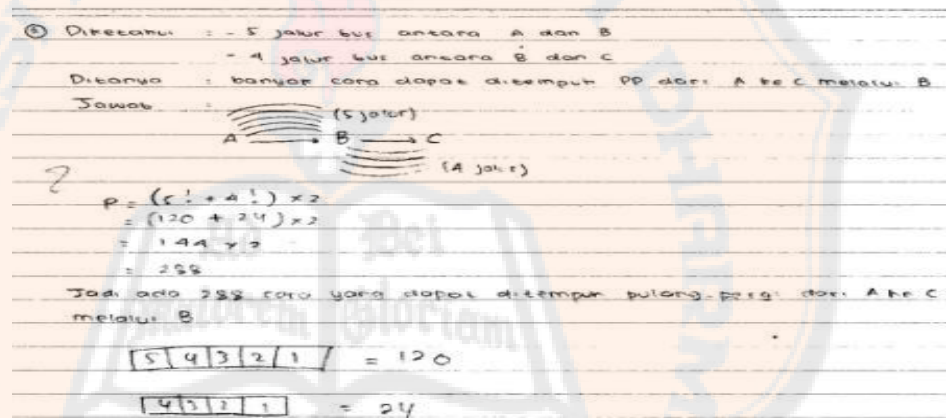 ⑤ Diketahui : - 5 jalur bus antara A dan B
- 4 jalur bus antara B dan C
Ditanya : banyak cara dapat ditempuh PP dari A ke C melalui B
Jawab :
(5 jalur)
A → B → C
(4 jalur)
2
P = (5! + 4!) × 2
= (120 + 24) × 2
= 144 × 2
= 288
Jadi ada 288 cara yang dapat ditempuh pulang-pergi dari A ke C
melalui B
5 4 3 2 1 = 120
4 3 2 1 = 24